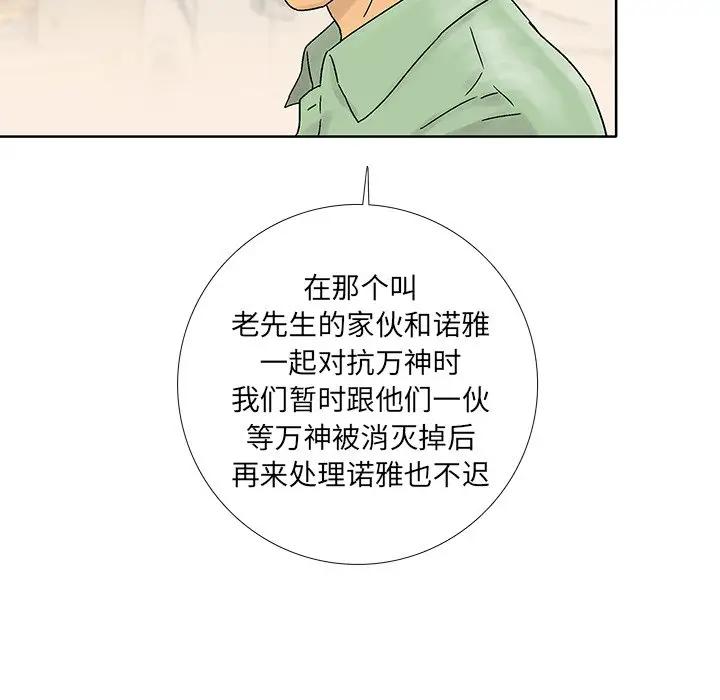 在那个叫
老先生的家伙和诺雅
一起对抗万神时
我们暂时跟他们一伙
等万神被消灭掉后
再来处理诺雅也不迟